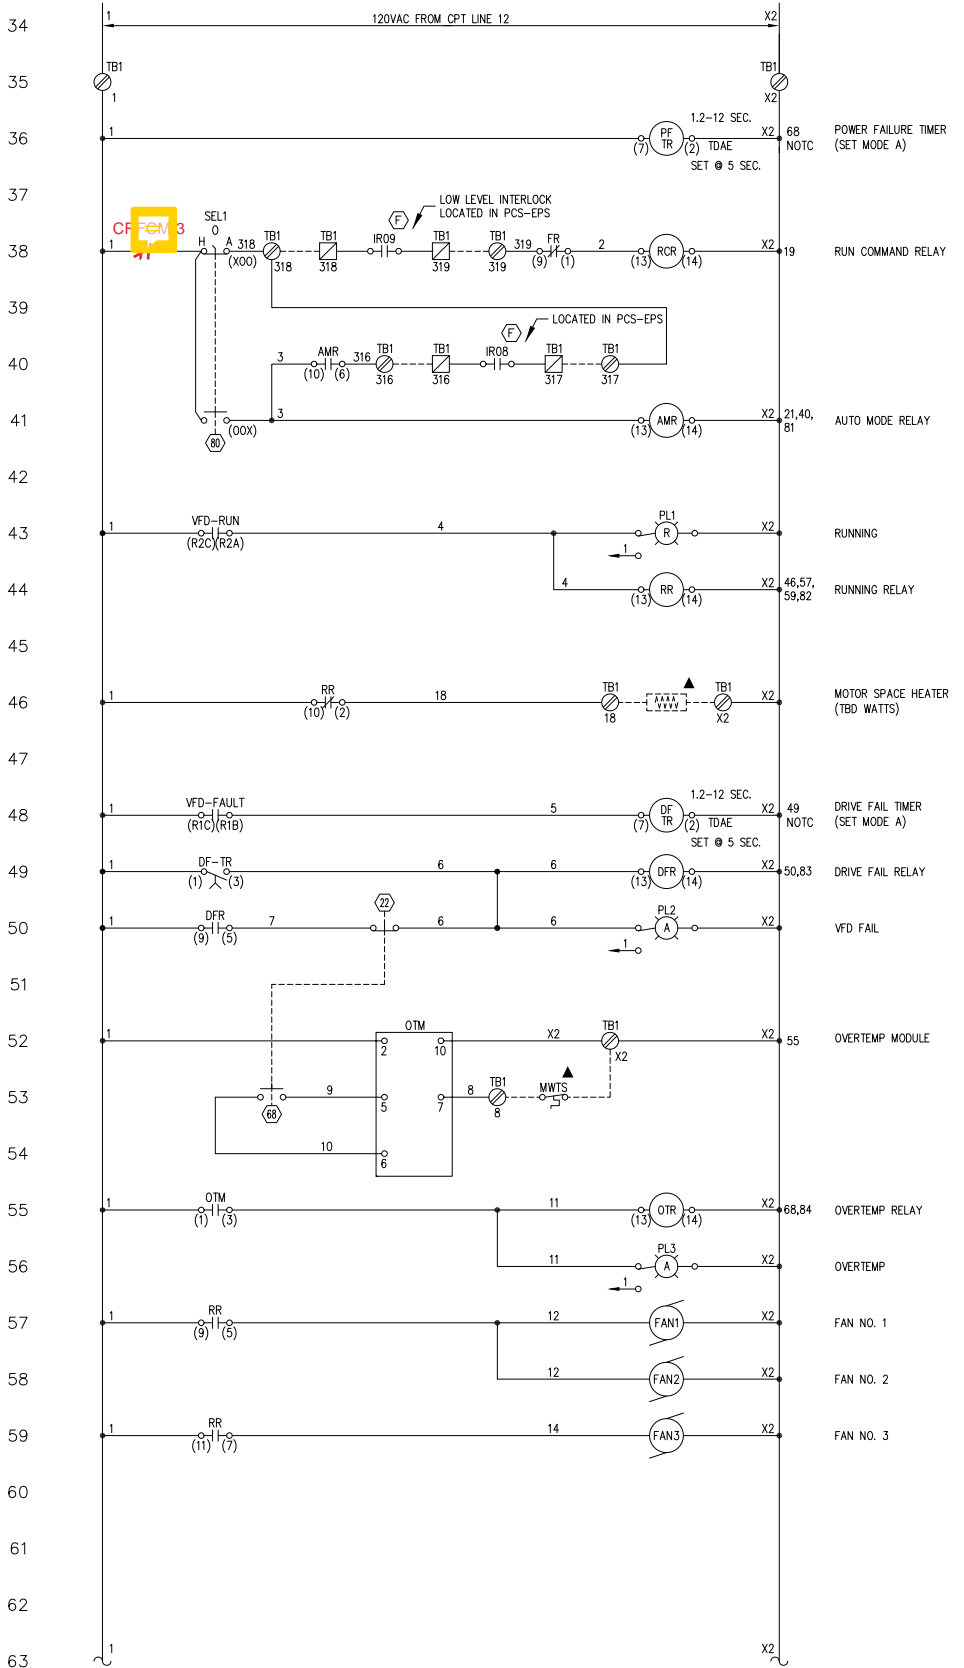 34 1 120VAC FROM CPT LINE 12 X2
35 TB1 1 TB1 X2
1.2-12 SEC.
36 1 PF TR (7) (2) TDAE X2 68 NOTC POWER FAILURE TIMER (SET MODE A)
SET @ 5 SEC.
37 LOW LEVEL INTERLOCK
F LOCATED IN PCS-EPS
SEL1
H O A
38 1 318 (X00) TB1 318 TB1 318 IR09 TB1 319 TB1 319 319 FR (9) (1) 2 (13) RCR (14) X2 19 RUN COMMAND RELAY
39 F LOCATED IN PCS-EPS
40 3 AMR (10) (6) 316 TB1 316 TB1 316 IR08 TB1 317 TB1 317
41 (00X) 3 (13) AMR (14) X2 21,40, 81 AUTO MODE RELAY
80
42
43 1 VFD-RUN (R2C) (R2A) 4 PL1 R X2 RUNNING
1
44 4 (13) RR (14) X2 46,57, 59,82 RUNNING RELAY
45
46 1 RR (10) (2) 18 TB1 18 TB1 X2 X2 MOTOR SPACE HEATER (TBD WATTS)
47
1.2-12 SEC.
48 1 VFD-FAULT (R1C) (R1B) 5 (7) DF TR (2) TDAE X2 49 NOTC DRIVE FAIL TIMER (SET MODE A)
SET @ 5 SEC.
49 1 DF-TR (1) (3) 6 6 (13) DFR (14) X2 50,83 DRIVE FAIL RELAY
22
50 1 DFR (9) (5) 7 6 6 PL2 A X2 VFD FAIL
1
51
52 1 OTM 2 10 X2 TB1 X2 X2 55 OVERTEMP MODULE
53 68 9 5 7 8 TB1 8 MWTS
54 10 6
55 1 OTM (1) (3) 11 (13) OTR (14) X2 68,84 OVERTEMP RELAY
56 11 PL3 A X2 OVERTEMP
1
57 1 RR (9) (5) 12 FAN1 X2 FAN NO. 1
58 12 FAN2 X2 FAN NO. 2
59 1 RR (11) (7) 14 FAN3 X2 FAN NO. 3
60
61
62
63 1 X2